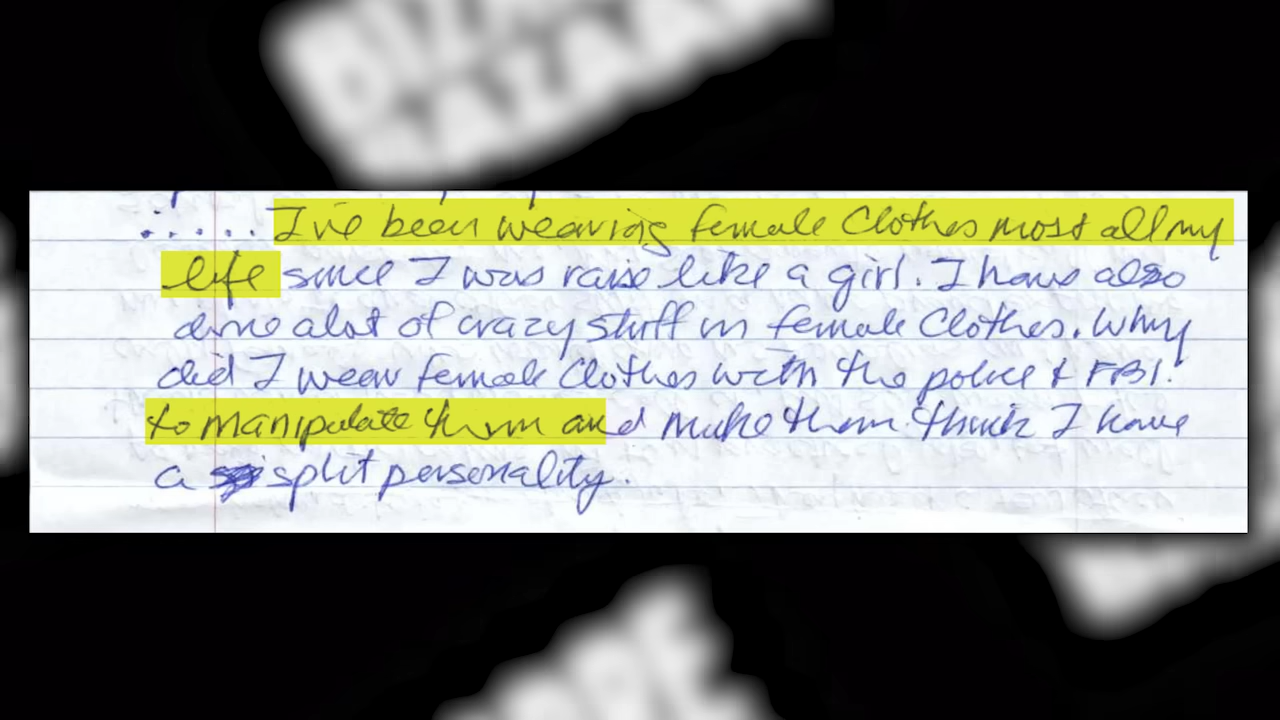 ..... I've been wearing female Clothes most all my
life since I was raise like a girl. I have also
done alot of crazy stuff in female Clothes. Why
did I wear female Clothes with the police & FBI.
to manipulate them and make them think I have
a split personality.